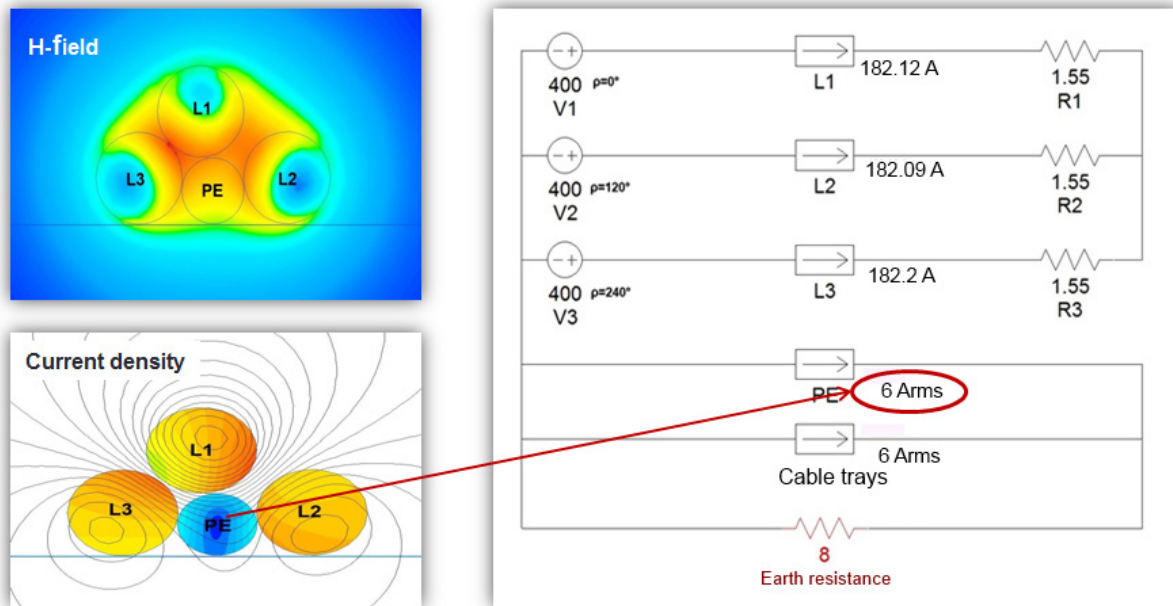 H-field
L1
L3
PE
L2
Current density
L1
L3
PE
L2
400 ρ=0°
V1
L1
182.12 A
1.55
R1
400 ρ=120°
V2
L2
182.09 A
1.55
R2
400 ρ=240°
V3
L3
182.2 A
1.55
R3
PE
6 Arms
6 Arms
Cable trays
8
Earth resistance